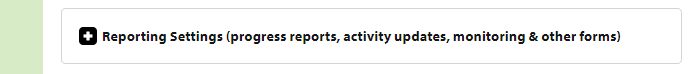 Reporting Settings (progress reports, activity updates, monitoring & other forms)